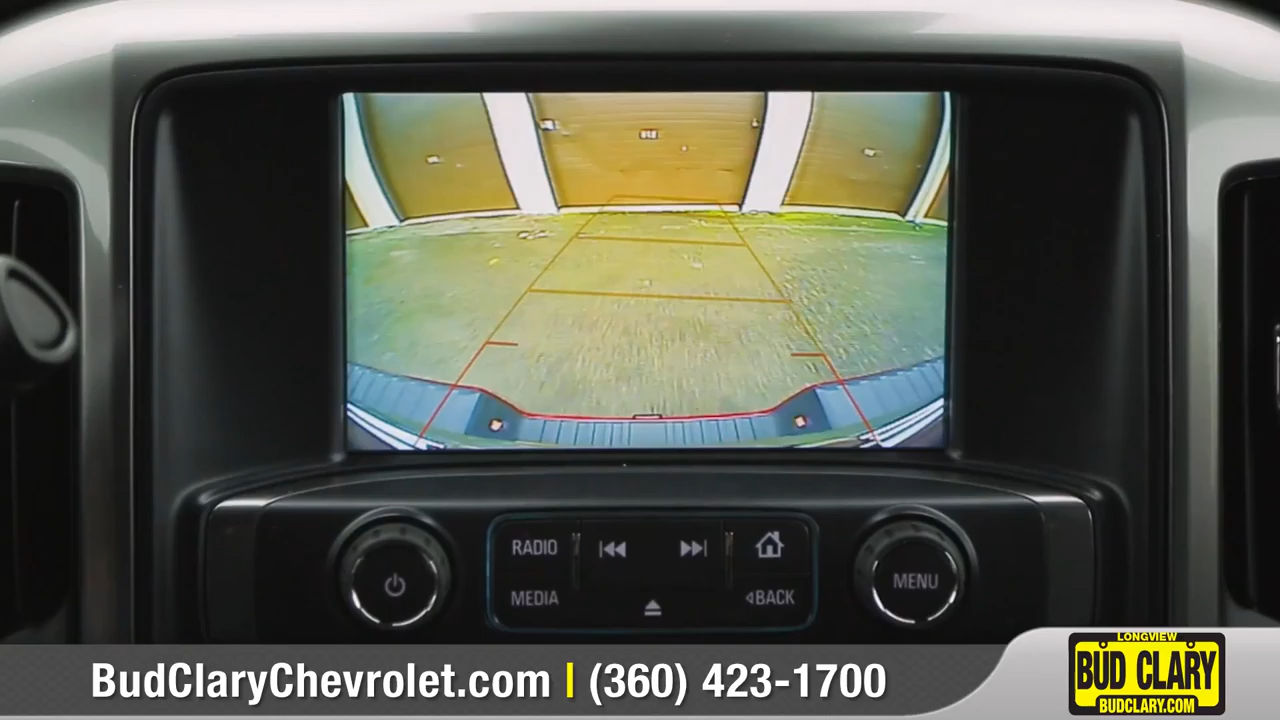 RADIO
MEDIA
BACK
MENU
BudClaryChevrolet.com | (360) 423-1700
LONGVIEW
BUD CLARY
BUDCLARY.COM